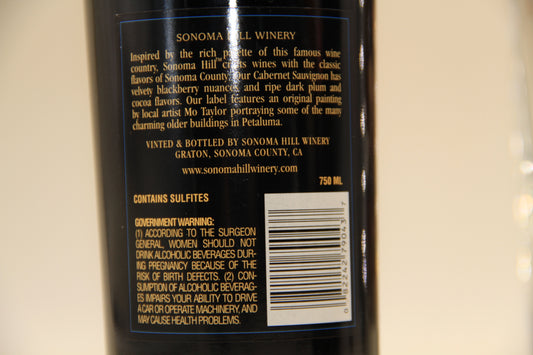 SONOMA HILL WINERY
Inspired by the rich palette of this famous wine
country, Sonoma Hill™ crafts wines with the classic
flavors of Sonoma County. Our Cabernet Sauvignon has
velvety blackberry nuances, and ripe dark plum and
cocoa flavors. Our label features an original painting
by local artist Mo Taylor portraying some of the many
charming older buildings in Petaluma.
VINTED & BOTTLED BY SONOMA HILL WINERY
GRATON, SONOMA COUNTY, CA
www.sonomahillwinery.com
750 ML
CONTAINS SULFITES
GOVERNMENT WARNING:
(1) ACCORDING TO THE SURGEON
GENERAL, WOMEN SHOULD NOT
DRINK ALCOHOLIC BEVERAGES DUR-
ING PREGNANCY BECAUSE OF THE
RISK OF BIRTH DEFECTS. (2) CON-
SUMPTION OF ALCOHOLIC BEVERAG-
ES IMPAIRS YOUR ABILITY TO DRIVE
A CAR OR OPERATE MACHINERY, AND
MAY CAUSE HEALTH PROBLEMS.
0 82242 79043 7